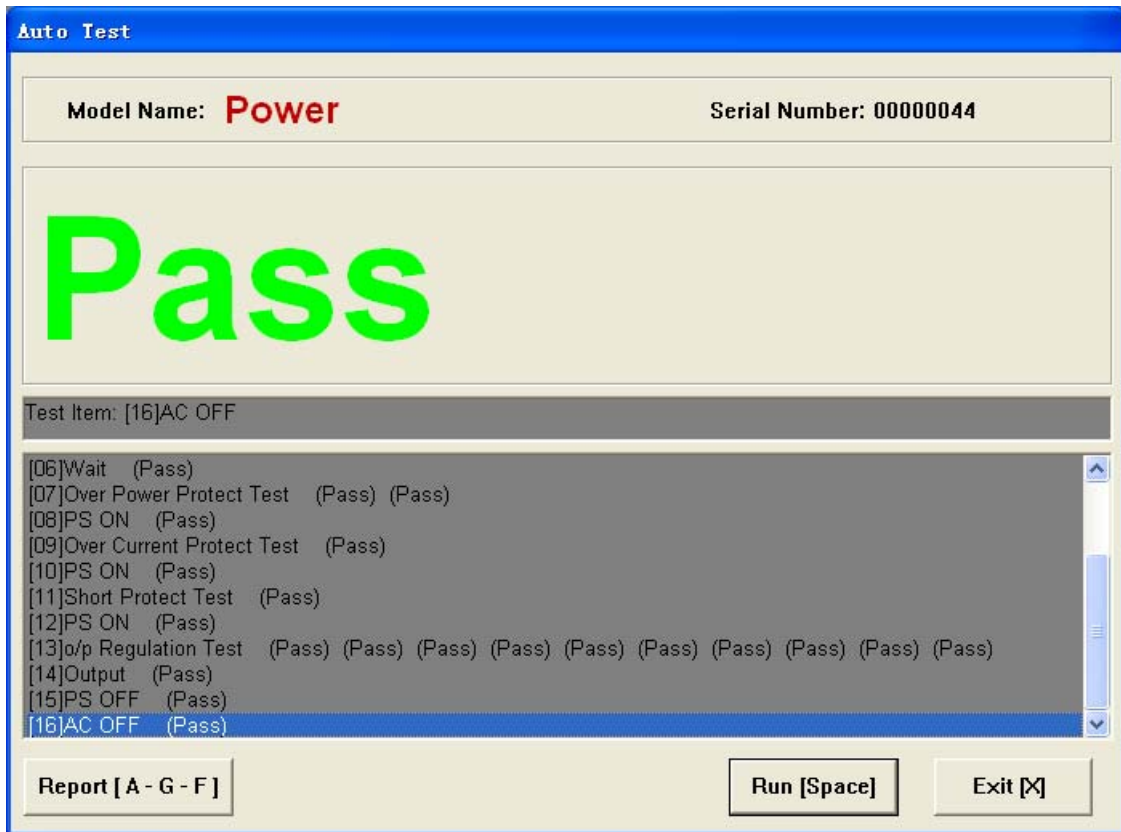 Auto Test
Model Name: Power Serial Number: 00000044
Pass
Test Item: [16]AC OFF
[06]Wait (Pass)
[07]Over Power Protect Test (Pass) (Pass)
[08]PS ON (Pass)
[09]Over Current Protect Test (Pass)
[10]PS ON (Pass)
[11]Short Protect Test (Pass)
[12]PS ON (Pass)
[13]o/p Regulation Test (Pass) (Pass) (Pass) (Pass) (Pass) (Pass) (Pass) (Pass) (Pass) (Pass)
[14]Output (Pass)
[15]PS OFF (Pass)
[16]AC OFF (Pass)
Report [ A - G - F ] Run [Space] Exit [X]